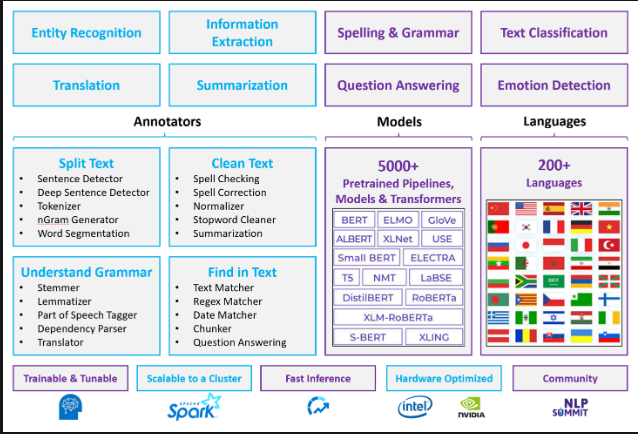 Entity Recognition
Information
Extraction
Spelling & Grammar
Text Classification
Translation
Summarization
Question Answering
Emotion Detection
Annotators
Models
Languages
Split Text
• Sentence Detector
• Deep Sentence Detector
• Tokenizer
• nGram Generator
• Word Segmentation
Clean Text
• Spell Checking
• Spell Correction
• Normalizer
• Stopword Cleaner
• Summarization
Understand Grammar
• Stemmer
• Lemmatizer
• Part of Speech Tagger
• Dependency Parser
• Translator
Find in Text
• Text Matcher
• Regex Matcher
• Date Matcher
• Chunker
• Question Answering
5000+
Pretrained Pipelines,
Models & Transformers
BERT ELMO GloVe
ALBERT XLNet USE
Small BERT ELECTRA
T5 NMT LaBSE
DistilBERT RoBERTa
XLM-RoBERTa
S-BERT XLING
200+
Languages
Trainable & Tunable
Scalable to a Cluster
Fast Inference
Hardware Optimized
Community
APACHE
Spark
intel
NVIDIA
NLP
SUMMIT